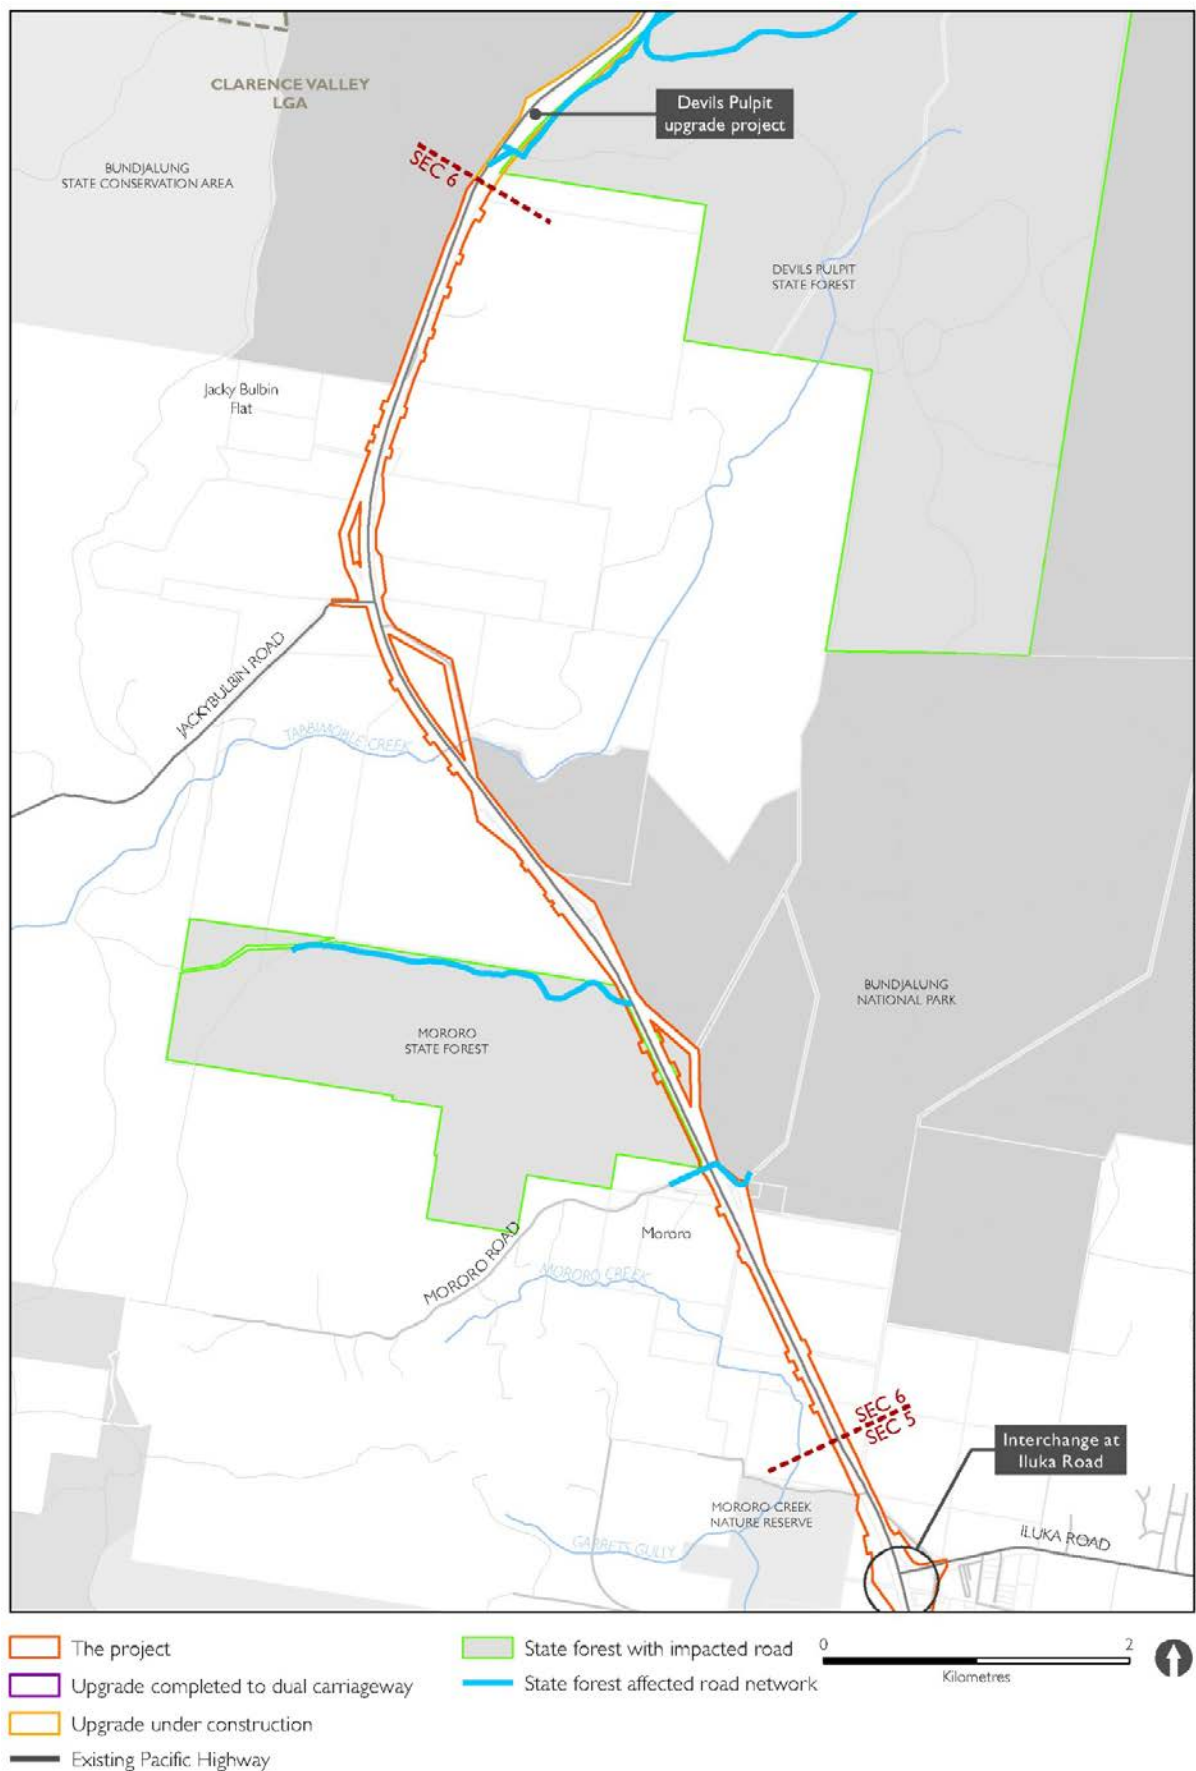 CLARENCE VALLEY
LGA
Devils Pulpit
upgrade project
BUNDJALUNG
STATE CONSERVATION AREA
SEC 6
DEVILS PULPIT
STATE FOREST
Jacky Bulbin
Flat
JACKYBULBIN ROAD
TABBIMOBLE CREEK
BUNDJALUNG
NATIONAL PARK
MORORO
STATE FOREST
Mororo
MORORO ROAD
MORORO CREEK
SEC 6
SEC 5
Interchange at
Iluka Road
MORORO CREEK
NATURE RESERVE
ILUKA ROAD
GARRETS GULLY
The project
Upgrade completed to dual carriageway
Upgrade under construction
Existing Pacific Highway
State forest with impacted road
State forest affected road network
0 2
Kilometres